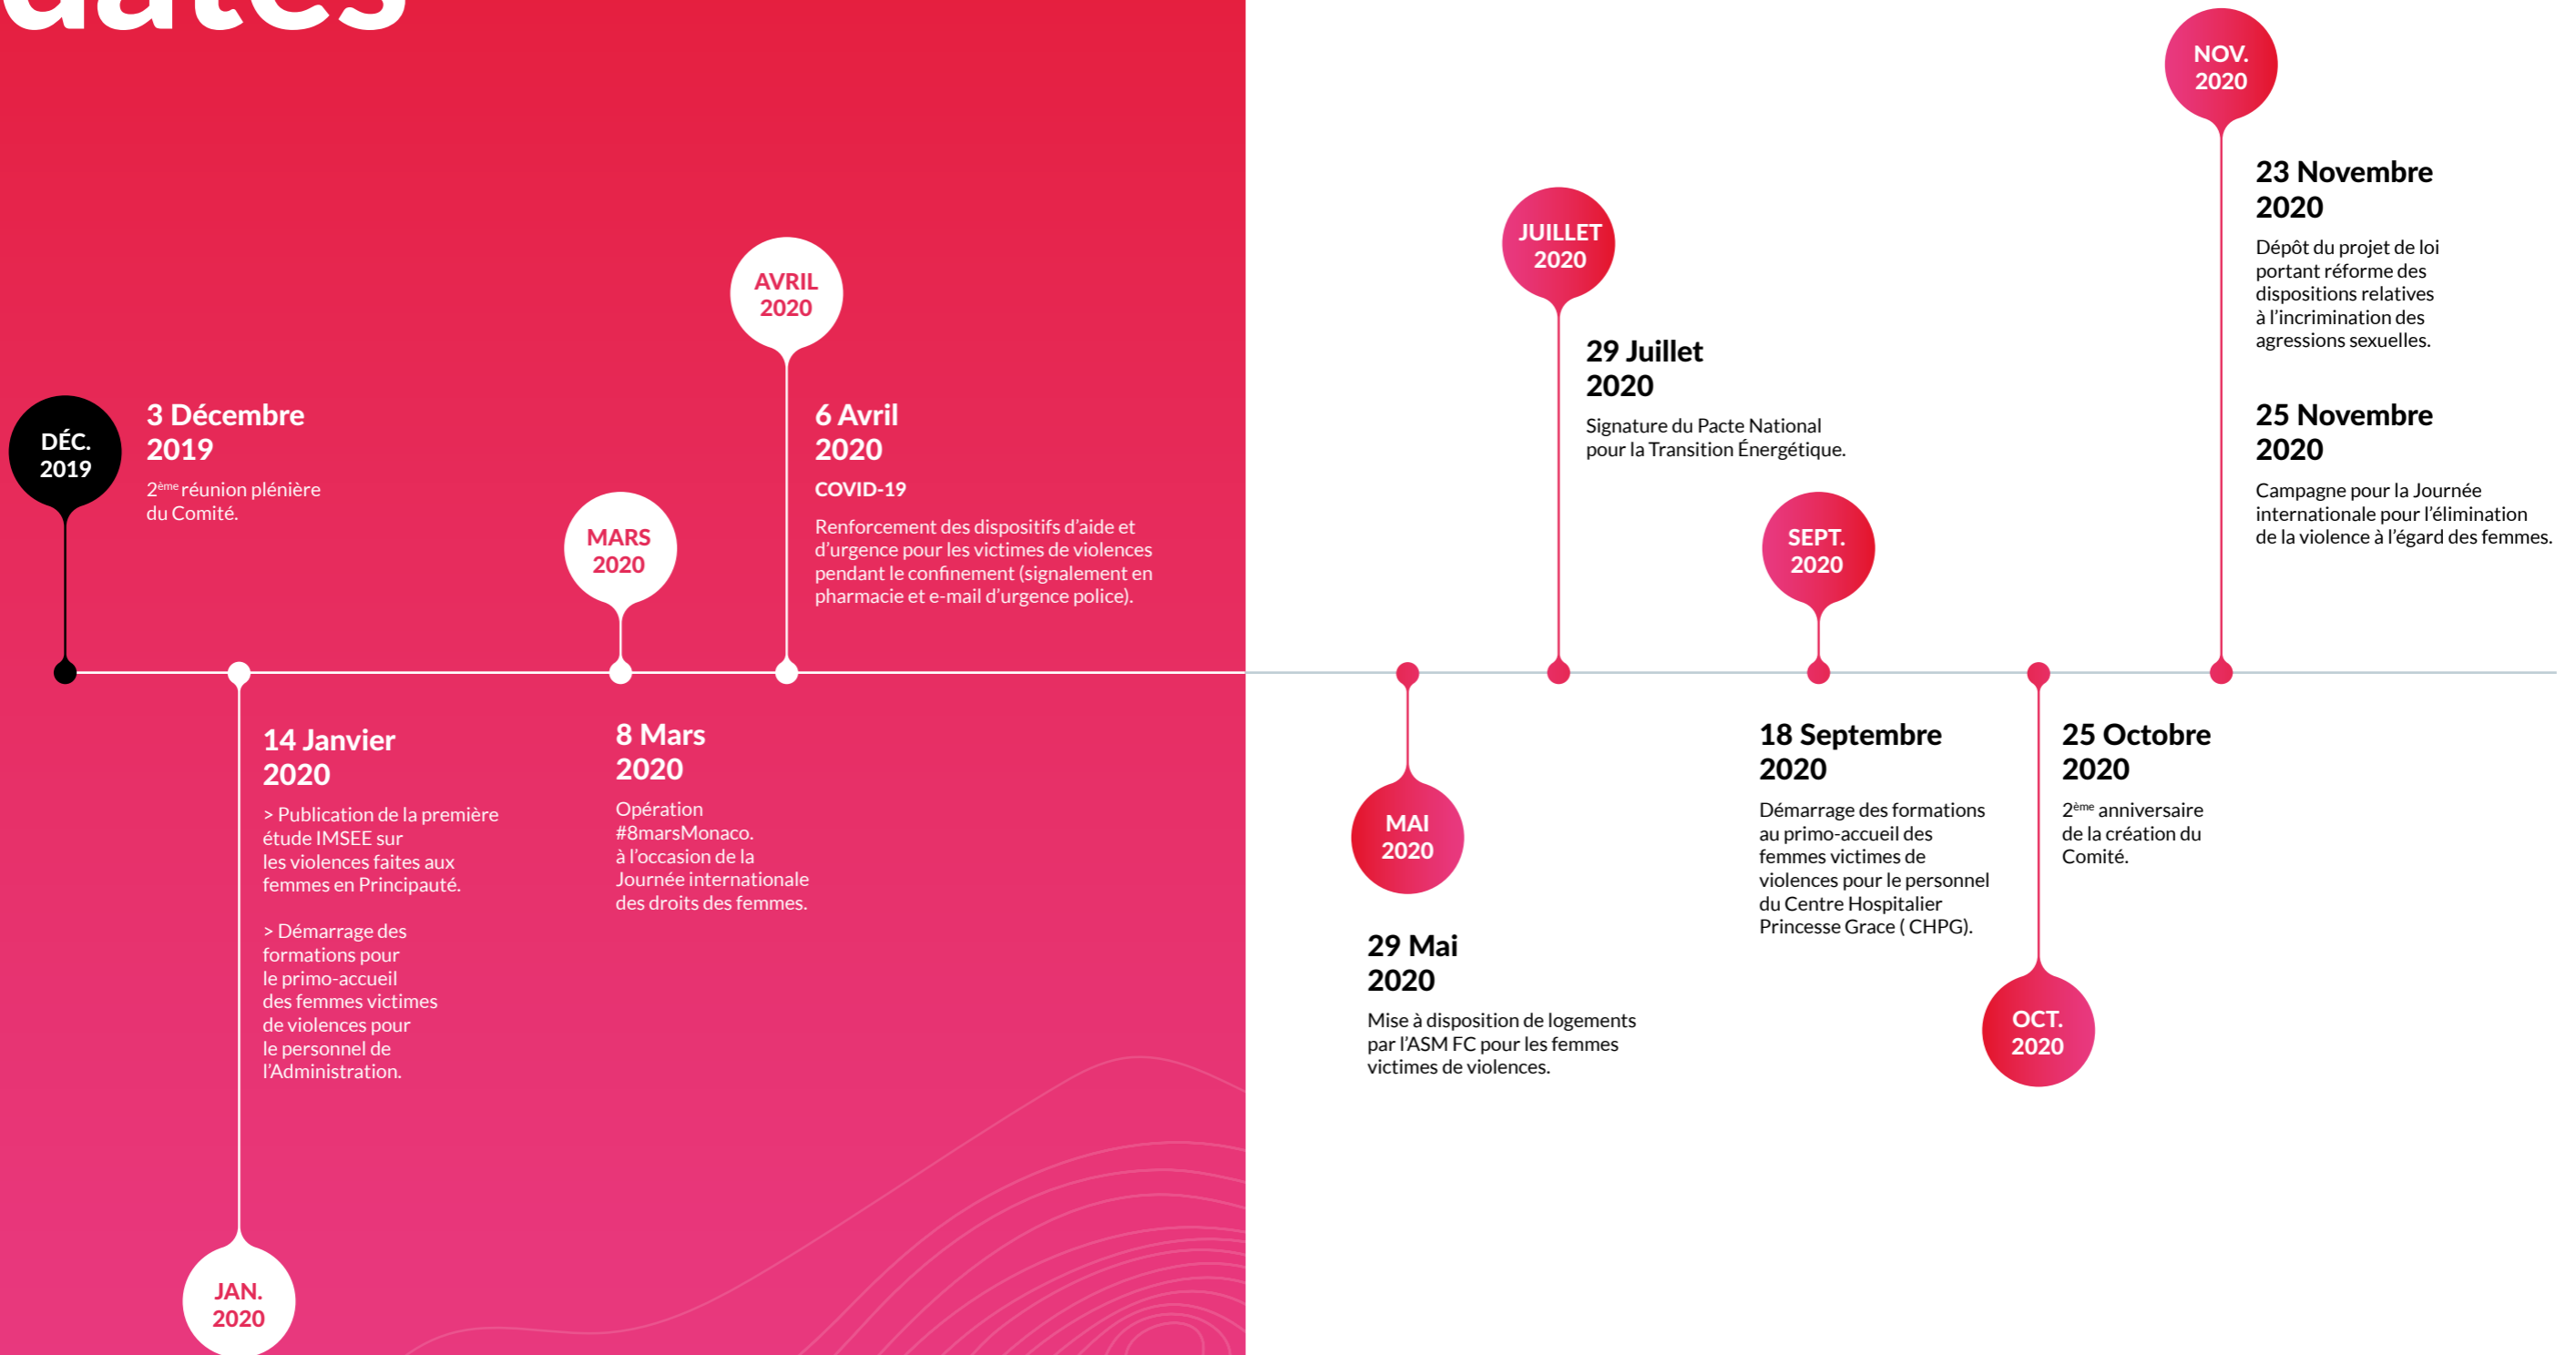 dates
DÉC.
2019
3 Décembre
2019
2ème réunion plénière
du Comité.
JAN.
2020
14 Janvier
2020
> Publication de la première
étude IMSEE sur
les violences faites aux
femmes en Principauté.
> Démarrage des
formations pour
le primo-accueil
des femmes victimes
de violences pour
le personnel de
l'Administration.
MARS
2020
8 Mars
2020
Opération
#8marsMonaco.
à l'occasion de la
Journée internationale
des droits des femmes.
AVRIL
2020
6 Avril
2020
COVID-19
Renforcement des dispositifs d'aide et
d'urgence pour les victimes de violences
pendant le confinement (signalement en
pharmacie et e-mail d'urgence police).
MAI
2020
29 Mai
2020
Mise à disposition de logements
par l'ASM FC pour les femmes
victimes de violences.
JUILLET
2020
29 Juillet
2020
Signature du Pacte National
pour la Transition Énergétique.
SEPT.
2020
18 Septembre
2020
Démarrage des formations
au primo-accueil des
femmes victimes de
violences pour le personnel
du Centre Hospitalier
Princesse Grace ( CHPG).
OCT.
2020
25 Octobre
2020
2ème anniversaire
de la création du
Comité.
NOV.
2020
23 Novembre
2020
Dépôt du projet de loi
portant réforme des
dispositions relatives
à l'incrimination des
agressions sexuelles.
25 Novembre
2020
Campagne pour la Journée
internationale pour l'élimination
de la violence à l'égard des femmes.